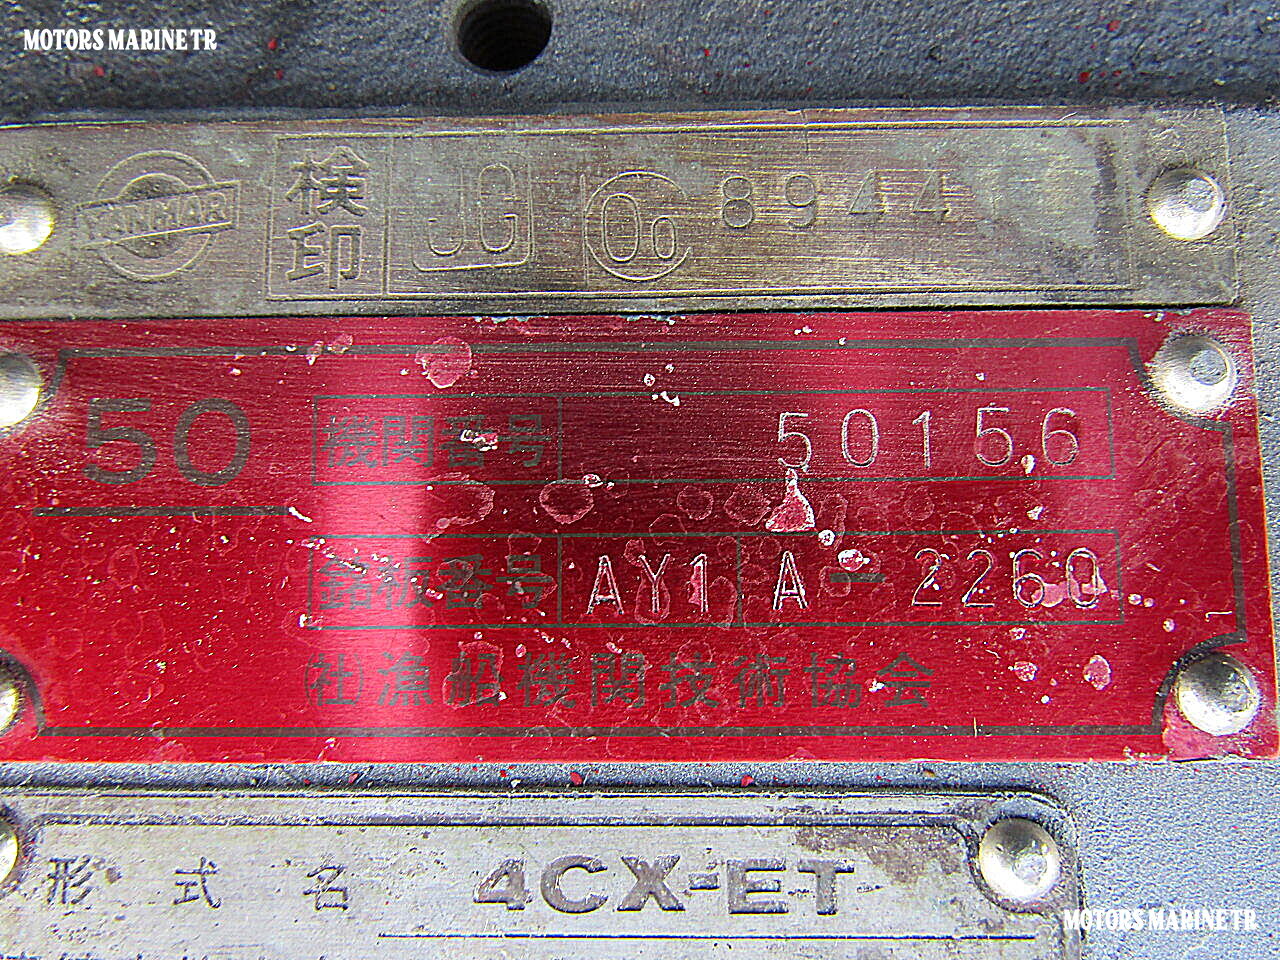 MOTORS MARINE TR
YANMAR 検印 JG 00 8944
50 機関番号 50156
銘板番号 AY1 A-2260
(社)漁船機関技術協会
形式名 4CX-ET
MOTORS MARINE TR